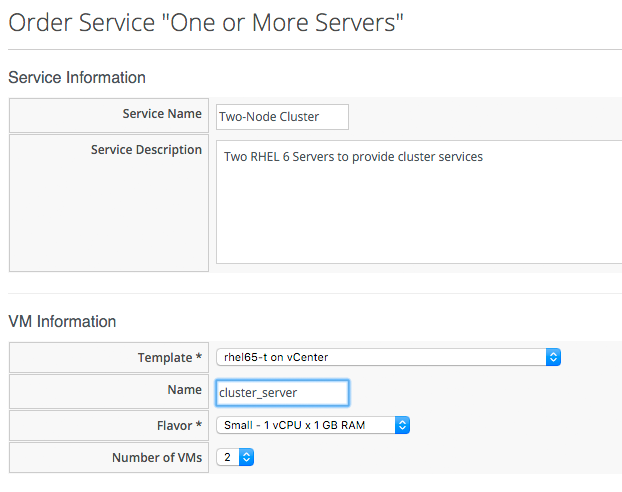 Order Service "One or More Servers"
Service Information
Service Name Two-Node Cluster
Service Description Two RHEL 6 Servers to provide cluster services
VM Information
Template * rhel65-t on vCenter
Name cluster_server
Flavor * Small - 1 vCPU x 1 GB RAM
Number of VMs 2